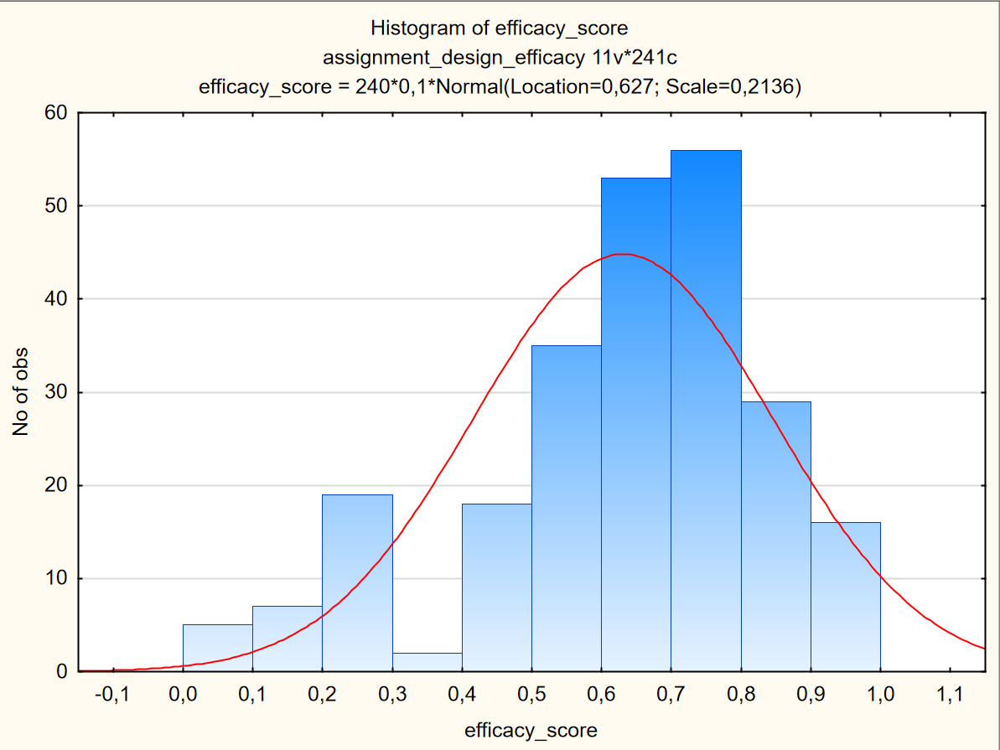 Histogram of efficacy_score
assignment_design_efficacy 11v*241c
efficacy_score = 240*0,1*Normal(Location=0,627; Scale=0,2136)
60
50
40
30
20
10
0
No of obs
-0,1 0,0 0,1 0,2 0,3 0,4 0,5 0,6 0,7 0,8 0,9 1,0 1,1
efficacy_score